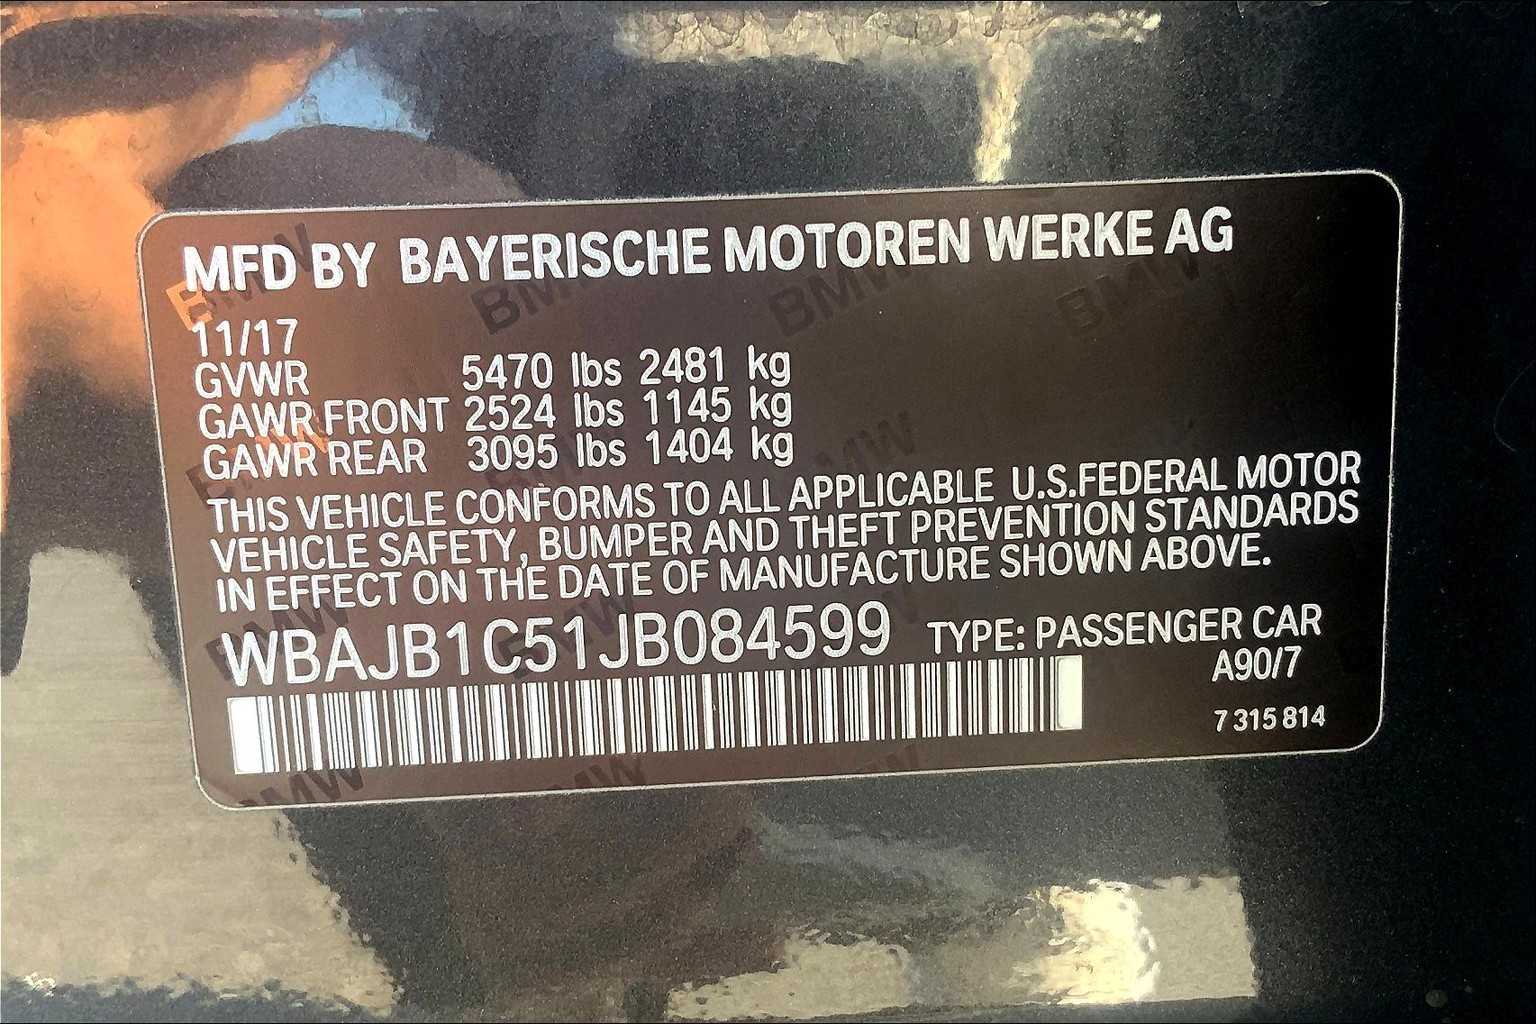 MFD BY BAYERISCHE MOTOREN WERKE AG
11/17
GVWR 5470 lbs 2481 kg
GAWR FRONT 2524 lbs 1145 kg
GAWR REAR 3095 lbs 1404 kg
THIS VEHICLE CONFORMS TO ALL APPLICABLE U.S.FEDERAL MOTOR
VEHICLE SAFETY, BUMPER AND THEFT PREVENTION STANDARDS
IN EFFECT ON THE DATE OF MANUFACTURE SHOWN ABOVE.
WBAJB1C51JB084599 TYPE: PASSENGER CAR
A90/7
7 315 814